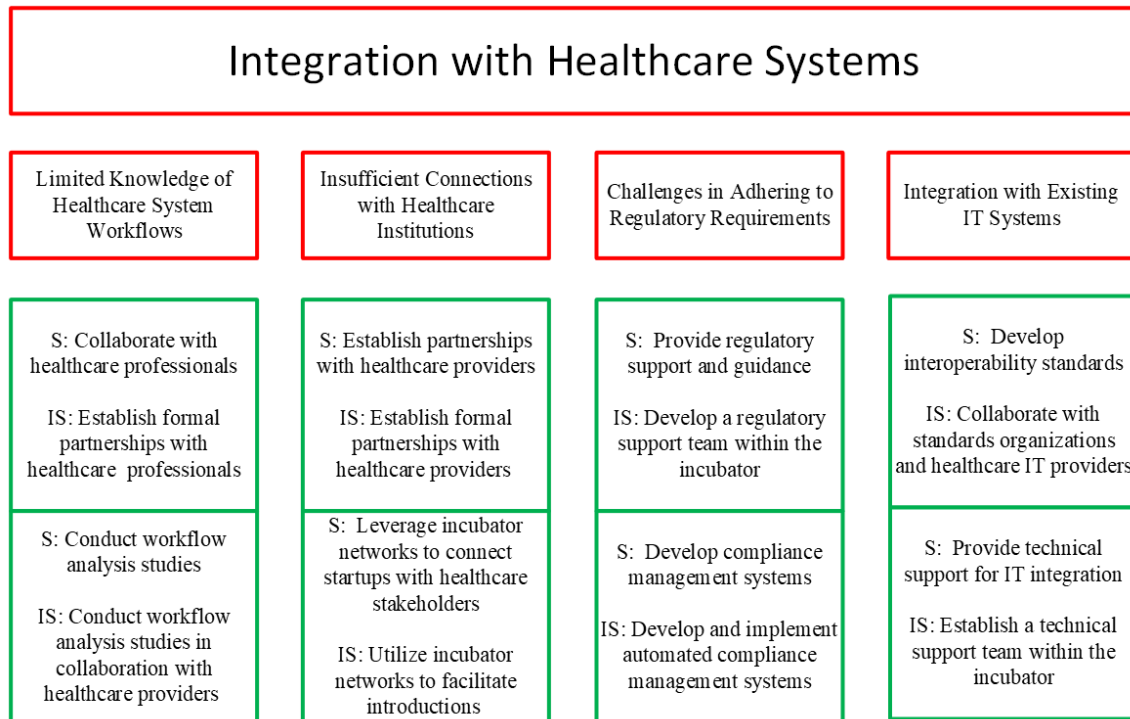 Integration with Healthcare Systems
Limited Knowledge of
Healthcare System
Workflows
Insufficient Connections
with Healthcare
Institutions
Challenges in Adhering to
Regulatory Requirements
Integration with Existing
IT Systems
S: Collaborate with
healthcare professionals
IS: Establish formal
partnerships with
healthcare professionals
S: Establish partnerships
with healthcare providers
IS: Establish formal
partnerships with
healthcare providers
S: Provide regulatory
support and guidance
IS: Develop a regulatory
support team within the
incubator
S: Develop
interoperability standards
IS: Collaborate with
standards organizations
and healthcare IT providers
S: Conduct workflow
analysis studies
IS: Conduct workflow
analysis studies in
collaboration with
healthcare providers
S: Leverage incubator
networks to connect
startups with healthcare
stakeholders
IS: Utilize incubator
networks to facilitate
introductions
S: Develop compliance
management systems
IS: Develop and implement
automated compliance
management systems
S: Provide technical
support for IT integration
IS: Establish a technical
support team within the
incubator